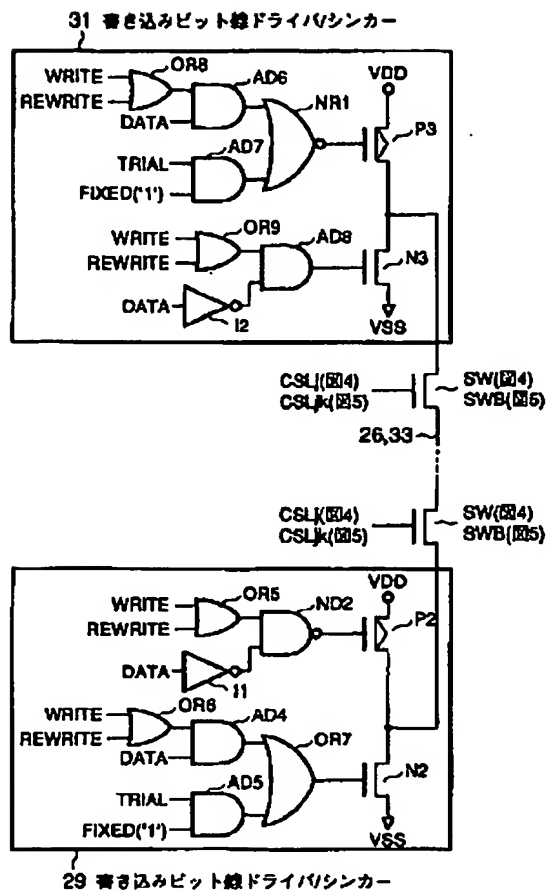 31 書き込みビット線ドライバ/シンカー
WRITE
REWRITE
OR8
AD6
DATA
NR1
VDD
P3
TRIAL
AD7
FIXED('1')
WRITE
REWRITE
OR9
AD8
DATA
I2
N3
VSS
CSLj(図4)
CSLjk(図5)
SW(図4)
SWB(図5)
26,33
CSLj(図4)
CSLjk(図5)
SW(図4)
SWB(図5)
WRITE
REWRITE
OR5
ND2
VDD
P2
DATA
I1
WRITE
REWRITE
OR6
AD4
DATA
OR7
TRIAL
AD5
FIXED('1')
N2
VSS
29 書き込みビット線ドライバ/シンカー